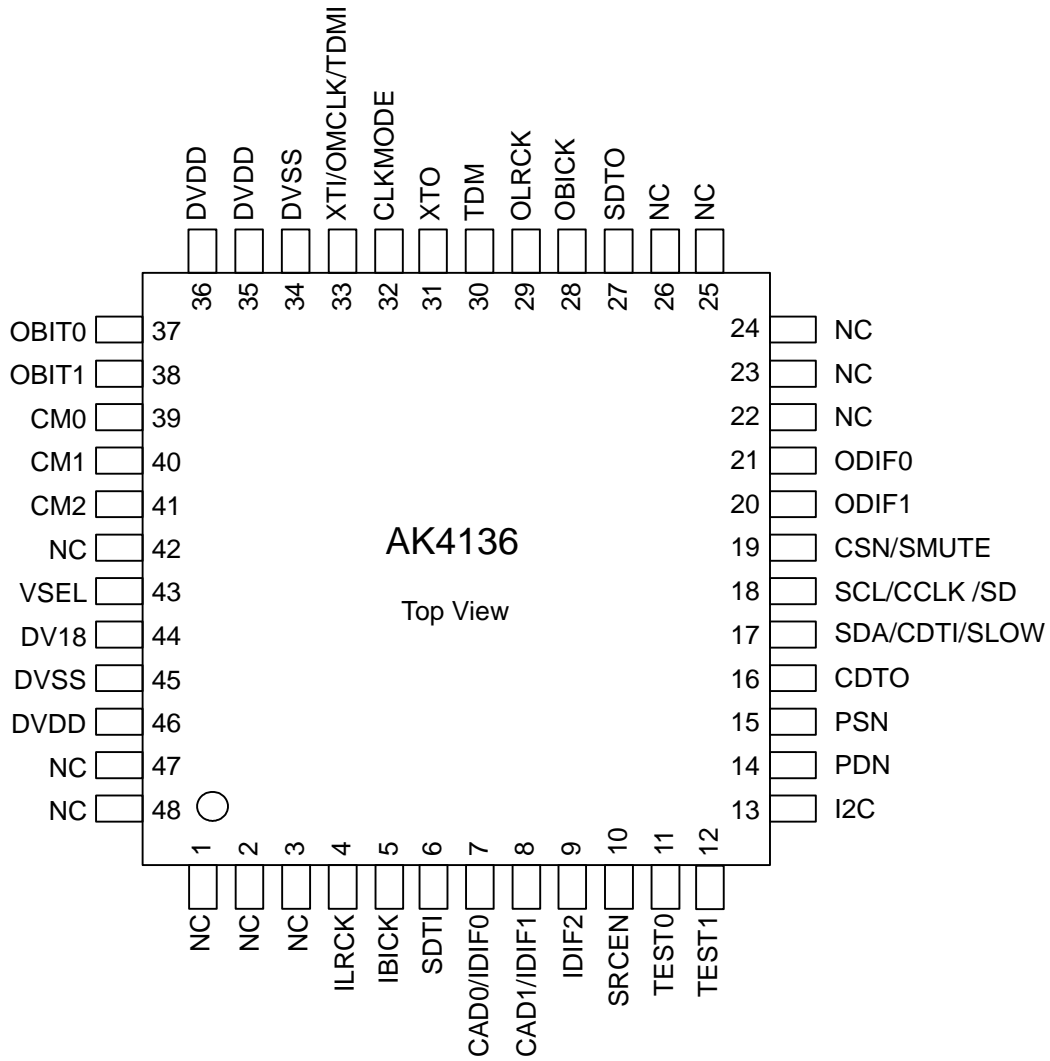 DVDD
DVDD
DVSS
XTI/OMCLK/TDMI
CLKMODE
XTO
TDM
OLRCK
OBICK
SDTO
NC
NC
36
35
34
33
32
31
30
29
28
27
26
25
OBIT0 37
OBIT1 38
CM0 39
CM1 40
CM2 41
NC 42
VSEL 43
DV18 44
DVSS 45
DVDD 46
NC 47
NC 48
AK4136
Top View
24 NC
23 NC
22 NC
21 ODIF0
20 ODIF1
19 CSN/SMUTE
18 SCL/CCLK /SD
17 SDA/CDTI/SLOW
16 CDTO
15 PSN
14 PDN
13 I2C
1
2
3
4
5
6
7
8
9
10
11
12
NC
NC
NC
ILRCK
IBICK
SDTI
CAD0/IDIF0
CAD1/IDIF1
IDIF2
SRCEN
TEST0
TEST1